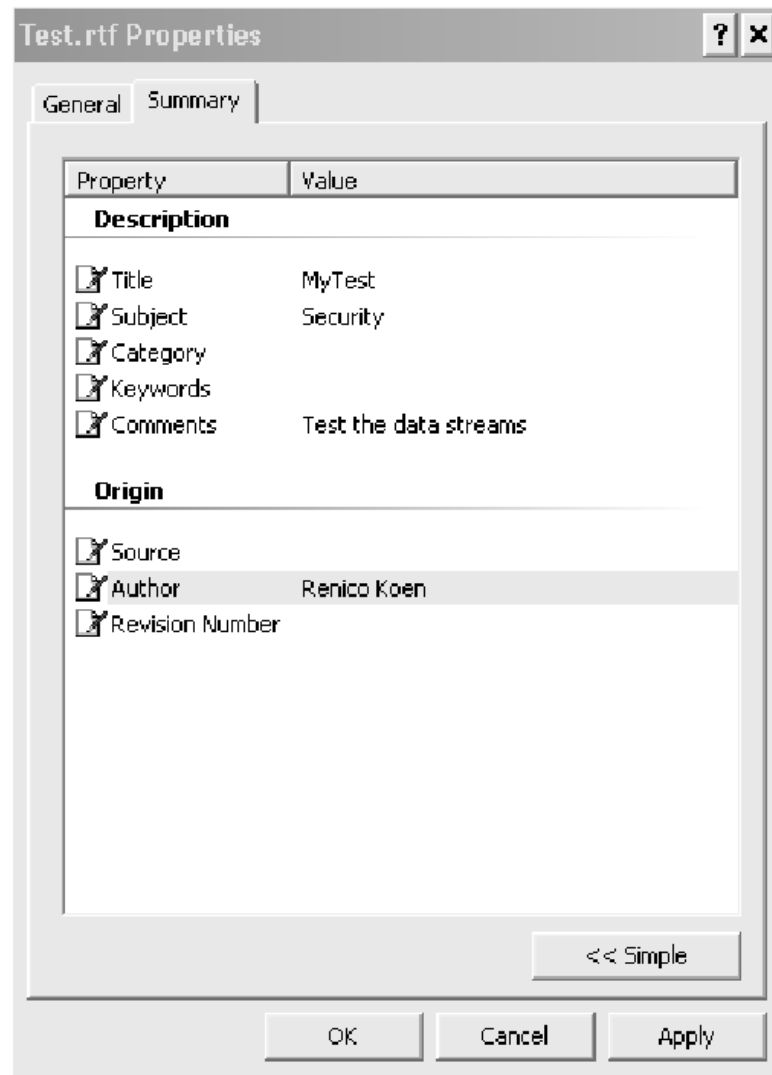 Test.rtf Properties ? ×
General Summary
Property Value
Description
Title MyTest
Subject Security
Category
Keywords
Comments Test the data streams
Origin
Source
Author Renico Koen
Revision Number
<< Simple
OK Cancel Apply